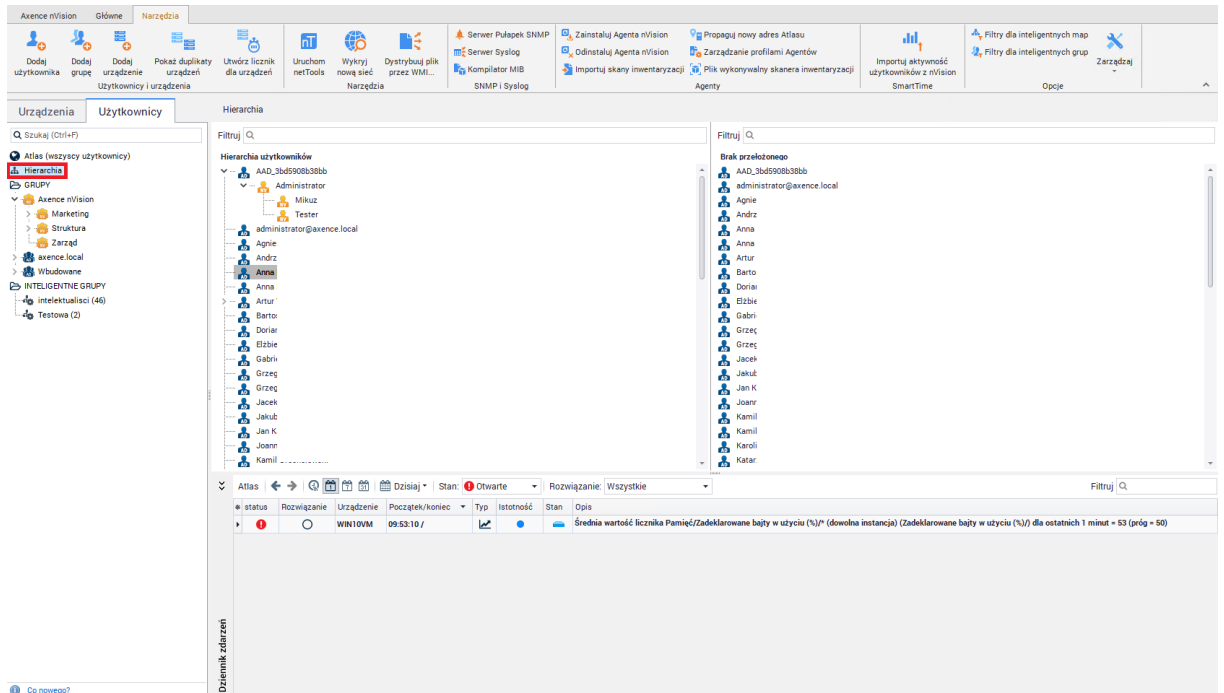 Axence nVision Główne Narzędzia
Dodaj użytkownika
Dodaj grupę
Dodaj urządzenie
Pokaż duplikaty urządzeń
Utwórz licznik dla urządzeń
Użytkownicy i urządzenia
Uruchom netTools
Wykryj nową sieć
Dystrybuuj plik przez WMI...
Narzędzia
Serwer Pułapek SNMP
Serwer Syslog
Kompilator MIB
SNMP i Syslog
Zainstaluj Agenta nVision
Odinstaluj Agenta nVision
Importuj skany inwentaryzacji
Propaguj nowy adres Atlasu
Zarządzanie profilami Agentów
Plik wykonywalny skanera inwentaryzacji
Agenty
Importuj aktywność użytkowników z nVision
SmartTime
Filtry dla inteligentnych map
Filtry dla inteligentnych grup
Zarządzaj
Opcje
Urządzenia Użytkownicy
Szukaj (Ctrl+F)
Atlas (wszyscy użytkownicy)
Hierarchia
GRUPY
Axence nVision
Marketing
Struktura
Zarząd
axence.local
Wbudowane
INTELIGENTNE GRUPY
intelektualisci (46)
Testowa (2)
Co nowego?
Hierarchia
Filtruj
Hierarchia użytkowników
AAD_3bd5908b38bb
Administrator
Mikuz
Tester
administrator@axence.local
Agnie
Andrz
Anna
Anna
Artur
Bartos
Dorian
Elżbie
Gabrie
Grzeg
Grzeg
Jacek
Jakub
Jan K
Joann
Kamil
Filtruj
Brak przełożonego
AAD_3bd5908b38bb
administrator@axence.local
Agnie
Andrz
Anna
Anna
Artur
Barto
Dorian
Elżbie
Gabri
Grzeg
Grzeg
Jacek
Jakub
Jan K
Joanr
Kamil
Kamil
Karoli
Katar
Atlas Dzisiaj Stan: Otwarte Rozwiązanie: Wszystkie Filtruj
status Rozwiązanie Urządzenie Początek/koniec Typ Istotność Stan Opis
WIN10VM 09:53:10 / Średnia wartość licznika Pamięć/Zadeklarowane bajty w użyciu (%)/* (dowolna instancja) (Zadeklarowane bajty w użyciu (%)/) dla ostatnich 1 minut = 53 (próg = 50)
Dziennik zdarzeń